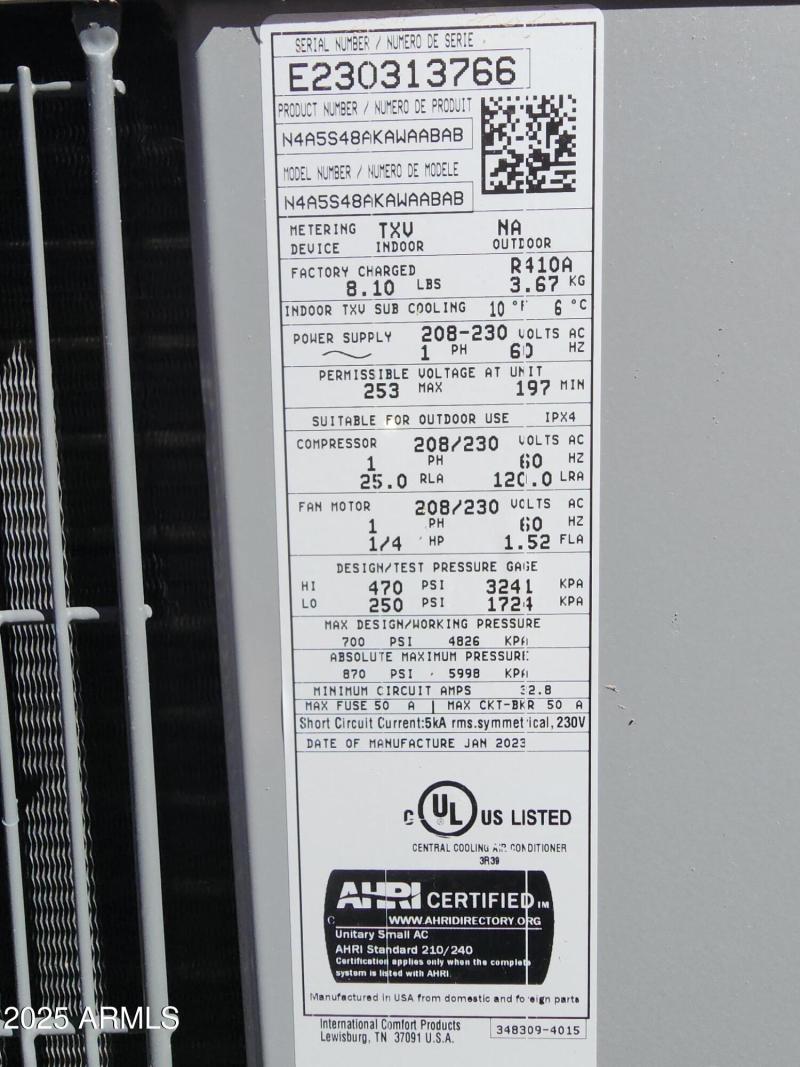 SERIAL NUMBER / NUMERO DE SERIE
E230313766
PRODUCT NUMBER / NUMERO DE PRODUIT
N4A5S48AKAWAABAB
MODEL NUMBER / NUMERO DE MODELE
N4A5S48AKAWAABAB
METERING TXV NA
DEVICE INDOOR OUTDOOR
FACTORY CHARGED R410A
8.10 LBS 3.67 KG
INDOOR TXV SUB COOLING 10 °F 6 °C
POWER SUPPLY 208-230 VOLTS AC
1 PH 60 HZ
PERMISSIBLE VOLTAGE AT UNIT
253 MAX 197 MIN
SUITABLE FOR OUTDOOR USE IPX4
COMPRESSOR 208/230 VOLTS AC
1 PH 60 HZ
25.0 RLA 120.0 LRA
FAN MOTOR 208/230 VOLTS AC
1 PH 60 HZ
1/4 HP 1.52 FLA
DESIGN/TEST PRESSURE GAGE
HI 470 PSI 3241 KPA
LO 250 PSI 1724 KPA
MAX DESIGN/WORKING PRESSURE
700 PSI 4826 KPA
ABSOLUTE MAXIMUM PRESSURE
870 PSI 5998 KPA
MINIMUM CIRCUIT AMPS 32.8
MAX FUSE 50 A | MAX CKT-BKR 50 A
Short Circuit Current:5kA rms.symmetrical,230V
DATE OF MANUFACTURE JAN 2023
C UL US LISTED
CENTRAL COOLING AIR CONDITIONER
3R39
AHRI CERTIFIED TM
WWW.AHRIDIRECTORY.ORG
Unitary Small AC
AHRI Standard 210/240
Certification applies only when the complete
system is listed with AHRI
Manufactured in USA from domestic and foreign parts
International Comfort Products
Lewisburg, TN 37091 U.S.A.
348309-4015
2025 ARMLS